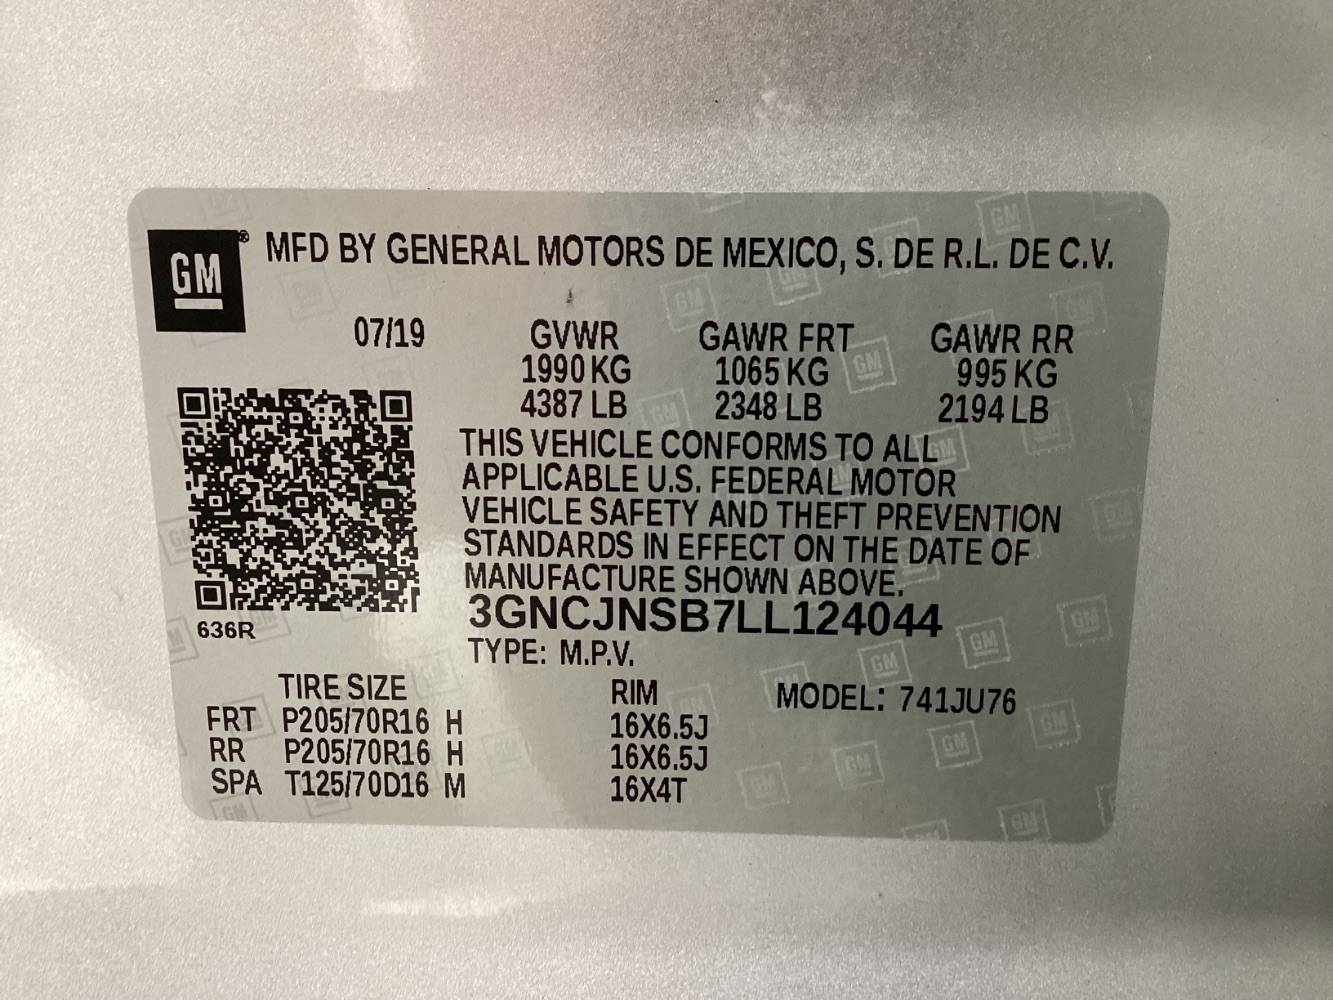 GM® MFD BY GENERAL MOTORS DE MEXICO, S. DE R.L. DE C.V.
07/19 GVWR GAWR FRT GAWR RR
1990 KG 1065 KG 995 KG
4387 LB 2348 LB 2194 LB
THIS VEHICLE CONFORMS TO ALL
APPLICABLE U.S. FEDERAL MOTOR
VEHICLE SAFETY AND THEFT PREVENTION
STANDARDS IN EFFECT ON THE DATE OF
MANUFACTURE SHOWN ABOVE.
3GNCJNSB7LL124044
636R
TYPE: M.P.V.
TIRE SIZE RIM MODEL: 741JU76
FRT P205/70R16 H 16X6.5J
RR P205/70R16 H 16X6.5J
SPA T125/70D16 M 16X4T